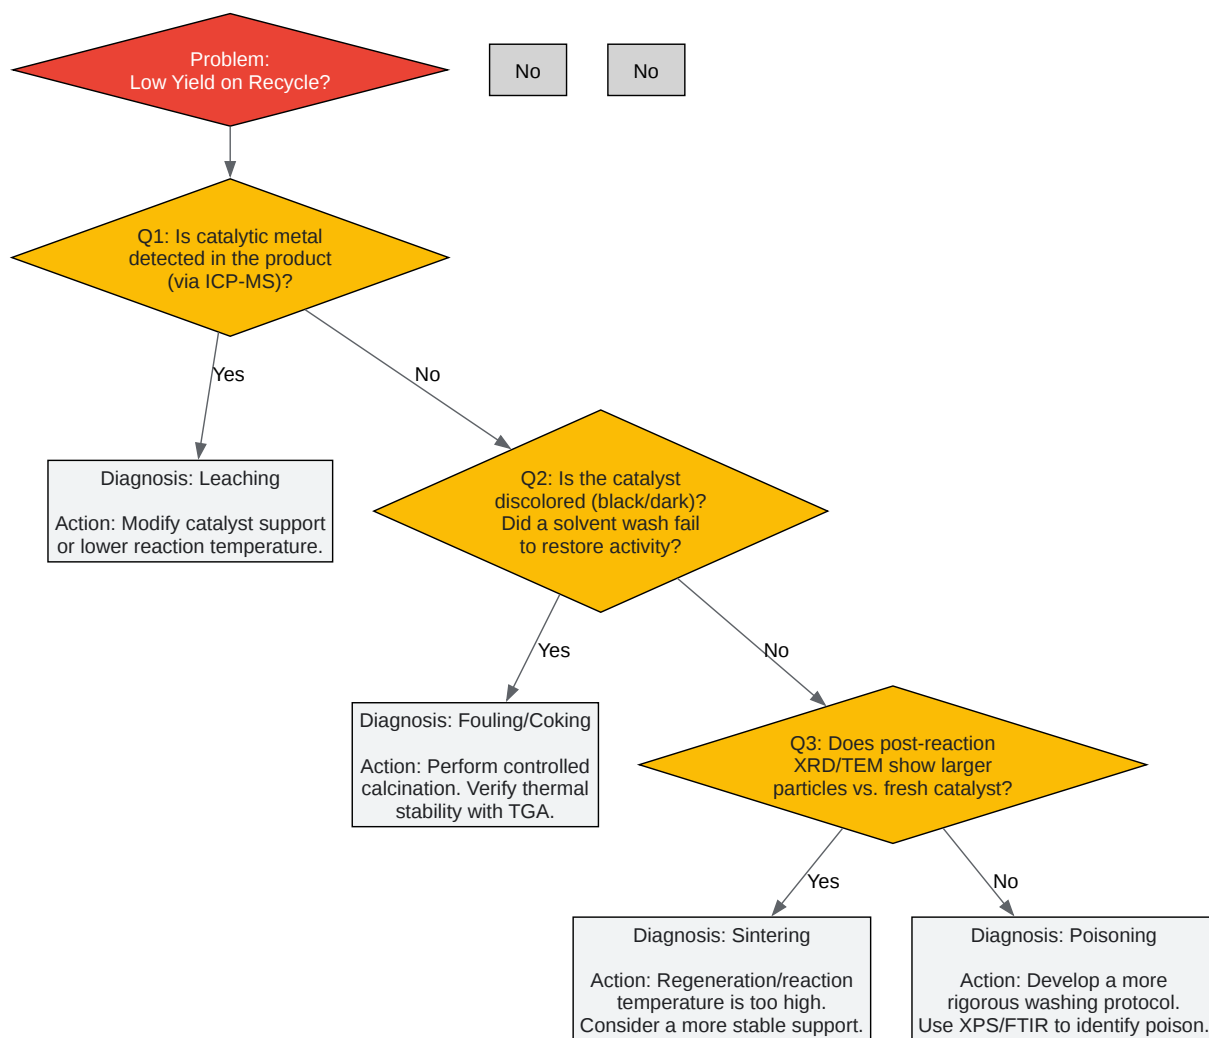 Problem:
Low Yield on Recycle?
No
No
Q1: Is catalytic metal
detected in the product
(via ICP-MS)?
Yes
No
Diagnosis: Leaching
Action: Modify catalyst support
or lower reaction temperature.
Q2: Is the catalyst
discolored (black/dark)?
Did a solvent wash fail
to restore activity?
Yes
No
Diagnosis: Fouling/Coking
Action: Perform controlled
calcination. Verify thermal
stability with TGA.
Q3: Does post-reaction
XRD/TEM show larger
particles vs. fresh catalyst?
Yes
No
Diagnosis: Sintering
Action: Regeneration/reaction
temperature is too high.
Consider a more stable support.
Diagnosis: Poisoning
Action: Develop a more
rigorous washing protocol.
Use XPS/FTIR to identify poison.